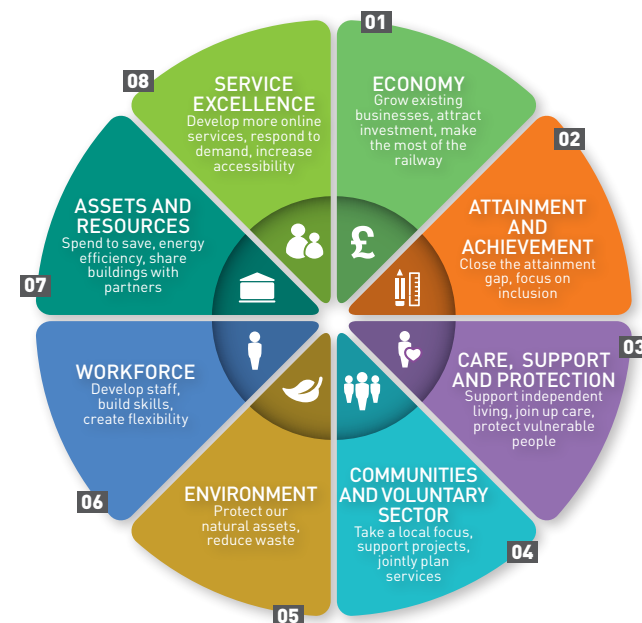 01
ECONOMY
Grow existing
businesses, attract
investment, make
the most of the
railway
£
02
ATTAINMENT
AND
ACHIEVEMENT
Close the attainment
gap, focus on
inclusion
03
CARE, SUPPORT
AND PROTECTION
Support independent
living, join up care,
protect vulnerable
people
04
COMMUNITIES
AND VOLUNTARY
SECTOR
Take a local focus,
support projects,
jointly plan
services
05
ENVIRONMENT
Protect our
natural assets,
reduce waste
06
WORKFORCE
Develop staff,
build skills,
create flexibility
07
ASSETS AND
RESOURCES
Spend to save, energy
efficiency, share
buildings with
partners
08
SERVICE
EXCELLENCE
Develop more online
services, respond to
demand, increase
accessibility